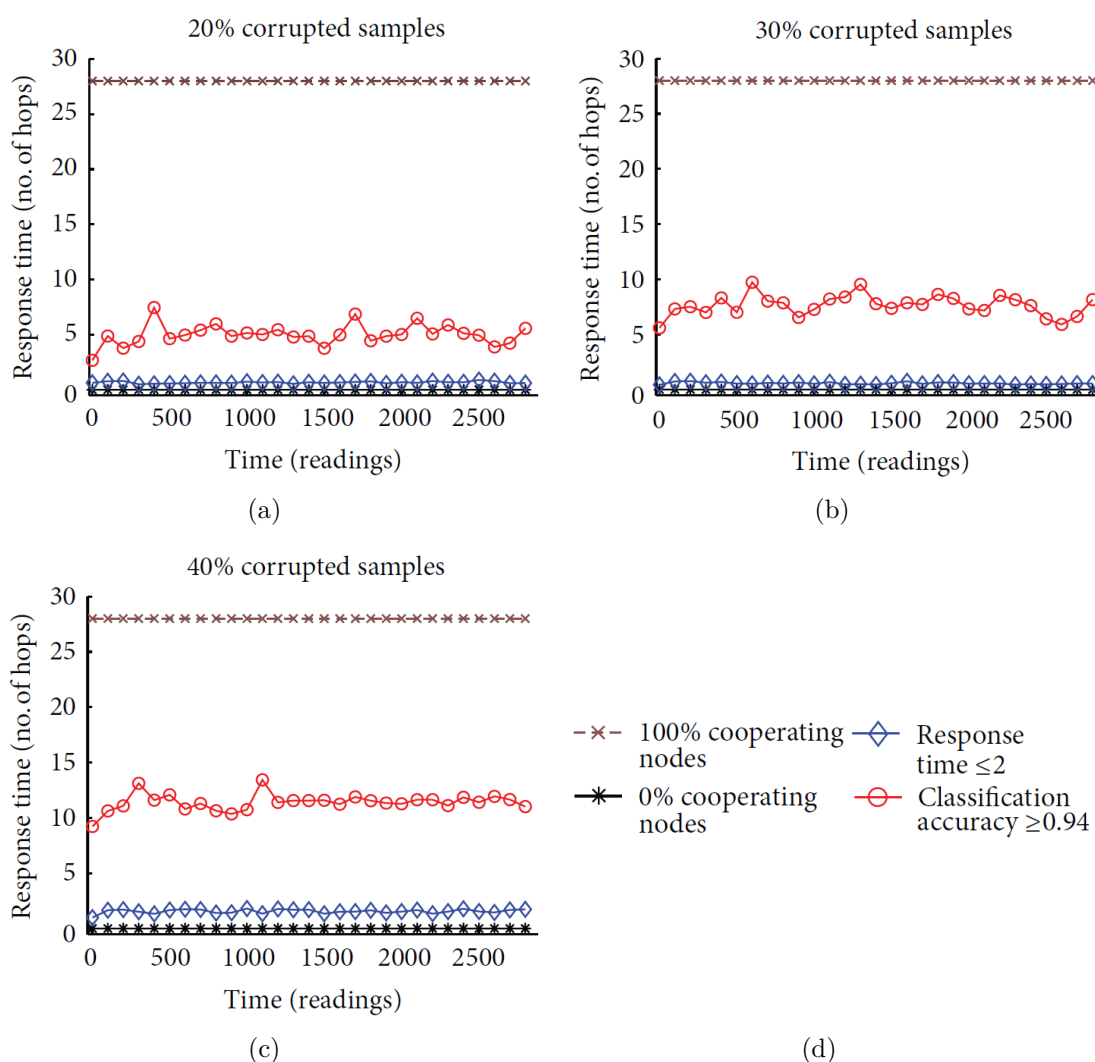 20% corrupted samples
30
25
20
15
10
5
0
Response time (no. of hops)
0 500 1000 1500 2000 2500
Time (readings)
(a)
30% corrupted samples
30
25
20
15
10
5
0
Response time (no. of hops)
0 500 1000 1500 2000 2500
Time (readings)
(b)
40% corrupted samples
30
25
20
15
10
5
0
Response time (no. of hops)
0 500 1000 1500 2000 2500
Time (readings)
(c)
100% cooperating
nodes
0% cooperating
nodes
Response
time ≤2
Classification
accuracy ≥0.94
(d)